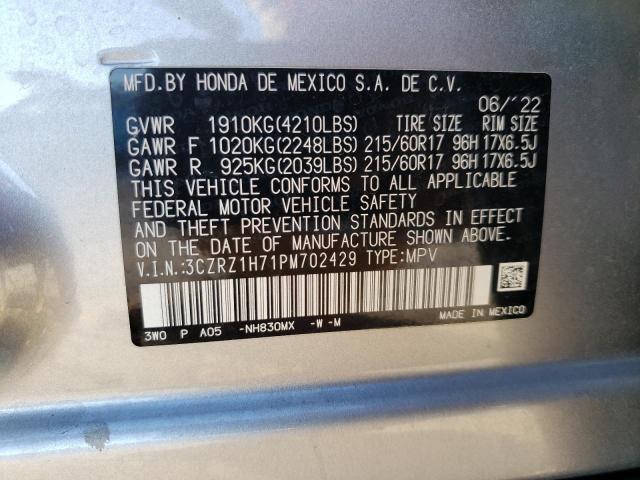 MFD.BY HONDA DE MEXICO S.A. DE C.V.
06/'22
GVWR 1910KG(4210LBS) TIRE SIZE RIM SIZE
GAWR F 1020KG(2248LBS) 215/60R17 96H 17X6.5J
GAWR R 925KG(2039LBS) 215/60R17 96H 17X6.5J
THIS VEHICLE CONFORMS TO ALL APPLICABLE
FEDERAL MOTOR VEHICLE SAFETY
AND THEFT PREVENTION STANDARDS IN EFFECT
ON THE DATE OF MANUFACTURE SHOWN ABOVE.
V.I.N.:3CZRZ1H71PM702429 TYPE:MPV
3W0 P A05 -NH830MX -W-M
MADE IN MEXICO